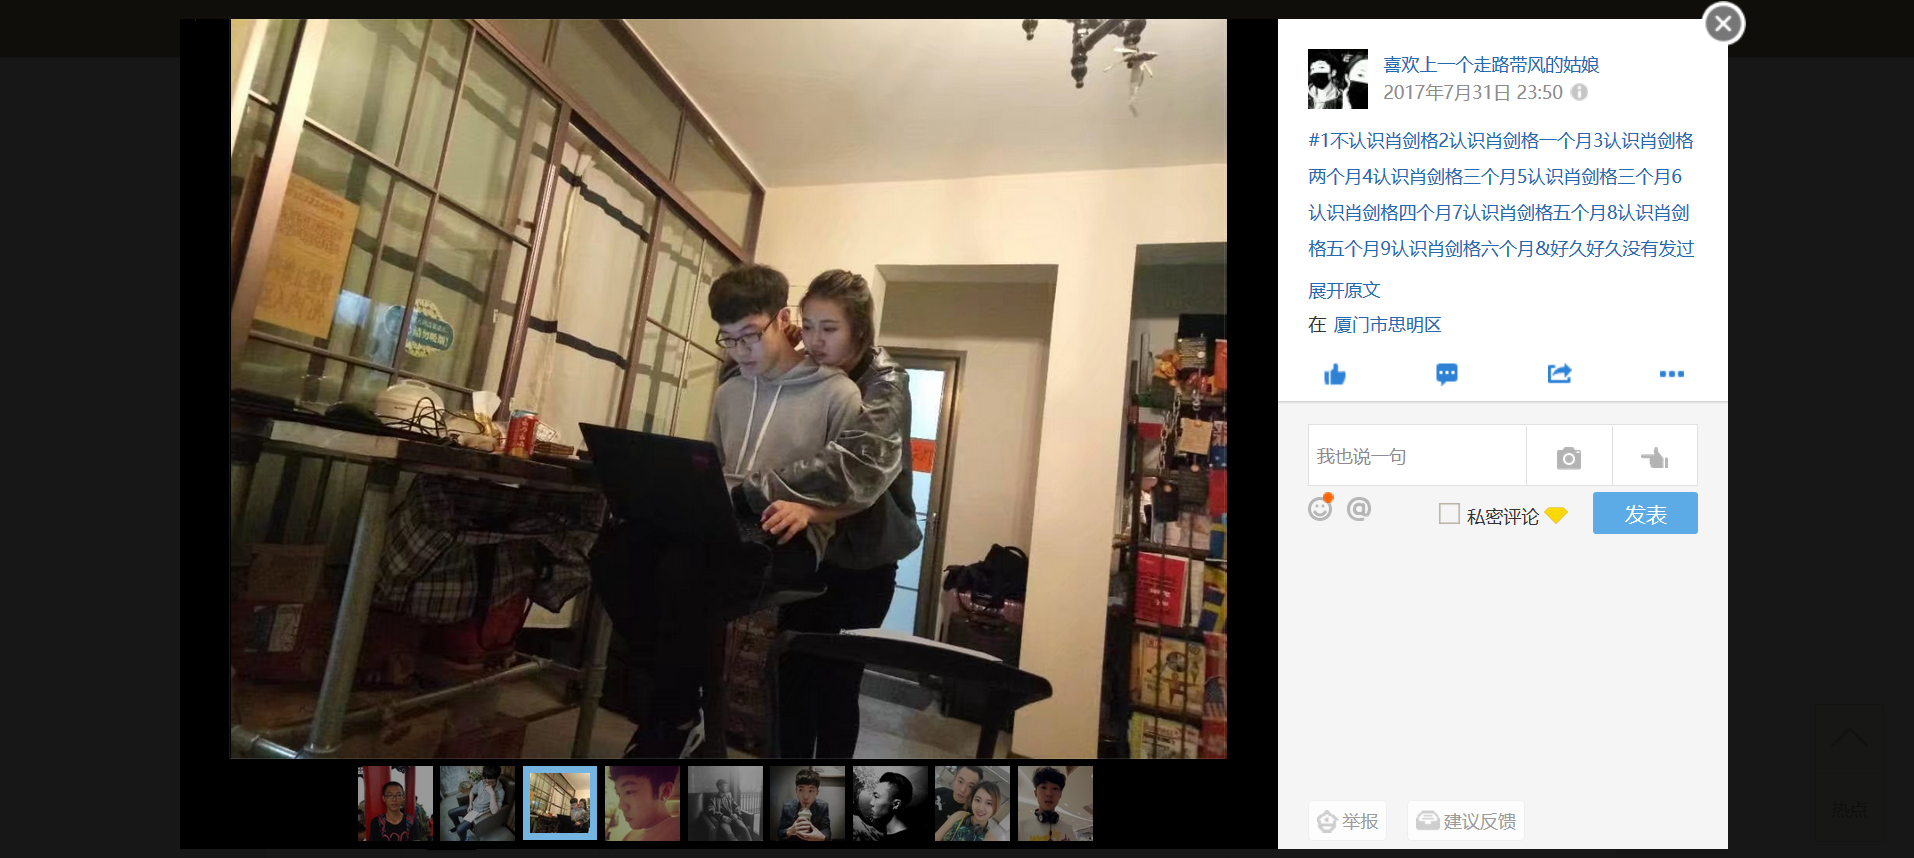 喜欢上一个走路带风的姑娘
2017年7月31日 23:50
#1不认识肖剑格2认识肖剑格一个月3认识肖剑格
两个月4认识肖剑格三个月5认识肖剑格三个月6
认识肖剑格四个月7认识肖剑格五个月8认识肖剑
格五个月9认识肖剑格六个月&好久好久没有发过
展开原文
在 厦门市思明区
我也说一句
@
私密评论
发表
举报
建议反馈
热点
请勿吸烟!